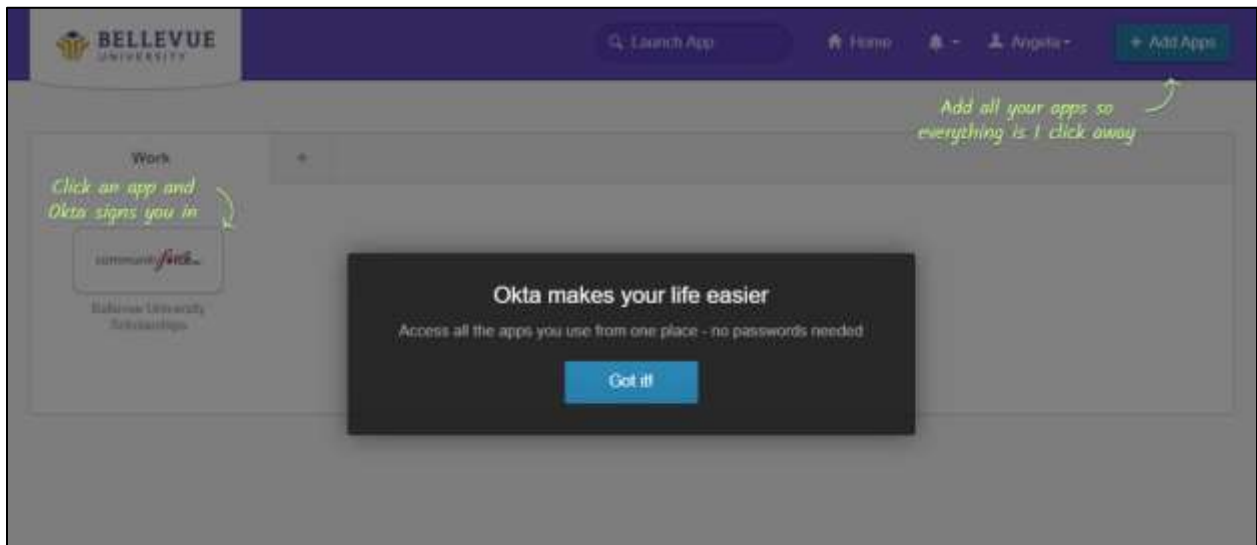 BELLEVUE
UNIVERSITY
Launch App
Home
Angela
+ Add Apps
Add all your apps so
everything is 1 click away
Work
+
Click an app and
Okta signs you in
communityforce
Bellevue University
Scholarships
Okta makes your life easier
Access all the apps you use from one place - no passwords needed
Got it!